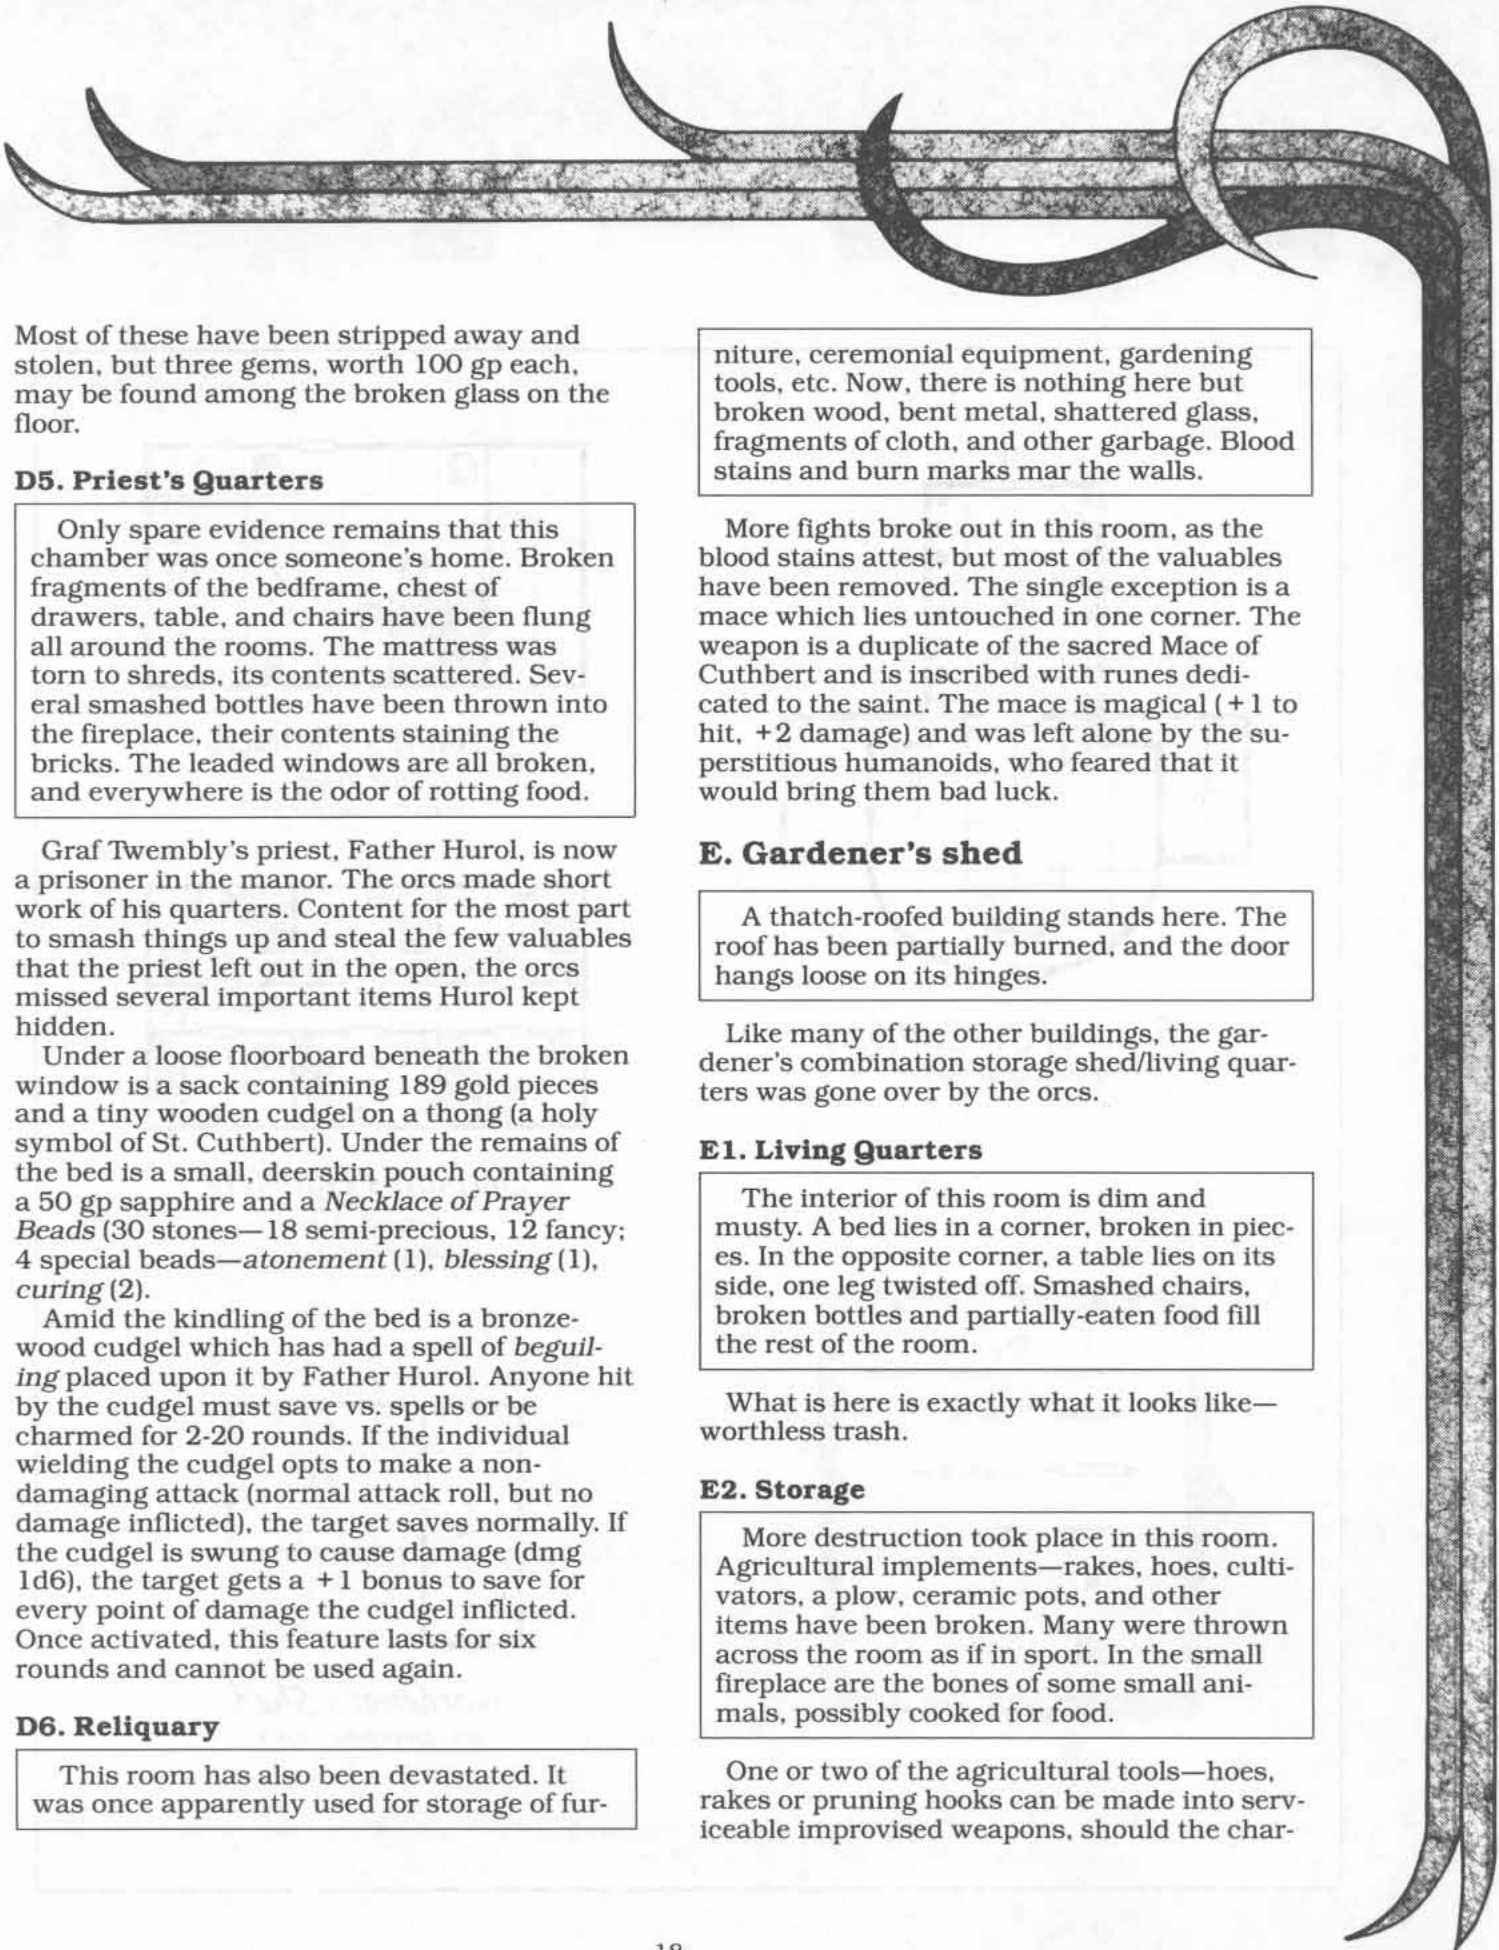 Most of these have been stripped away and
stolen, but three gems, worth 100 gp each,
may be found among the broken glass on the
floor.
D5. Priest's Quarters
Only spare evidence remains that this
chamber was once someone's home. Broken
fragments of the bedframe, chest of
drawers, table, and chairs have been flung
all around the rooms. The mattress was
torn to shreds, its contents scattered. Sev-
eral smashed bottles have been thrown into
the fireplace, their contents staining the
bricks. The leaded windows are all broken,
and everywhere is the odor of rotting food.
Graf Twembly's priest, Father Hurol, is now
a prisoner in the manor. The orcs made short
work of his quarters. Content for the most part
to smash things up and steal the few valuables
that the priest left out in the open, the orcs
missed several important items Hurol kept
hidden.
Under a loose floorboard beneath the broken
window is a sack containing 189 gold pieces
and a tiny wooden cudgel on a thong (a holy
symbol of St. Cuthbert). Under the remains of
the bed is a small, deerskin pouch containing
a 50 gp sapphire and a Necklace of Prayer
Beads (30 stones—18 semi-precious, 12 fancy;
4 special beads—atonement (1), blessing (1),
curing (2).
Amid the kindling of the bed is a bronze-
wood cudgel which has had a spell of beguil-
ing placed upon it by Father Hurol. Anyone hit
by the cudgel must save vs. spells or be
charmed for 2-20 rounds. If the individual
wielding the cudgel opts to make a non-
damaging attack (normal attack roll, but no
damage inflicted), the target saves normally. If
the cudgel is swung to cause damage (dmg
1d6), the target gets a +1 bonus to save for
every point of damage the cudgel inflicted.
Once activated, this feature lasts for six
rounds and cannot be used again.
D6. Reliquary
This room has also been devastated. It
was once apparently used for storage of fur-
niture, ceremonial equipment, gardening
tools, etc. Now, there is nothing here but
broken wood, bent metal, shattered glass,
fragments of cloth, and other garbage. Blood
stains and burn marks mar the walls.
More fights broke out in this room, as the
blood stains attest, but most of the valuables
have been removed. The single exception is a
mace which lies untouched in one corner. The
weapon is a duplicate of the sacred Mace of
Cuthbert and is inscribed with runes dedi-
cated to the saint. The mace is magical (+1 to
hit, +2 damage) and was left alone by the su-
perstitious humanoids, who feared that it
would bring them bad luck.
E. Gardener's shed
A thatch-roofed building stands here. The
roof has been partially burned, and the door
hangs loose on its hinges.
Like many of the other buildings, the gar-
dener's combination storage shed/living quar-
ters was gone over by the orcs.
E1. Living Quarters
The interior of this room is dim and
musty. A bed lies in a corner, broken in piec-
es. In the opposite corner, a table lies on its
side, one leg twisted off. Smashed chairs,
broken bottles and partially-eaten food fill
the rest of the room.
What is here is exactly what it looks like—
worthless trash.
E2. Storage
More destruction took place in this room.
Agricultural implements—rakes, hoes, culti-
vators, a plow, ceramic pots, and other
items have been broken. Many were thrown
across the room as if in sport. In the small
fireplace are the bones of some small ani-
mals, possibly cooked for food.
One or two of the agricultural tools—hoes,
rakes or pruning hooks can be made into serv-
iceable improvised weapons, should the char-
18